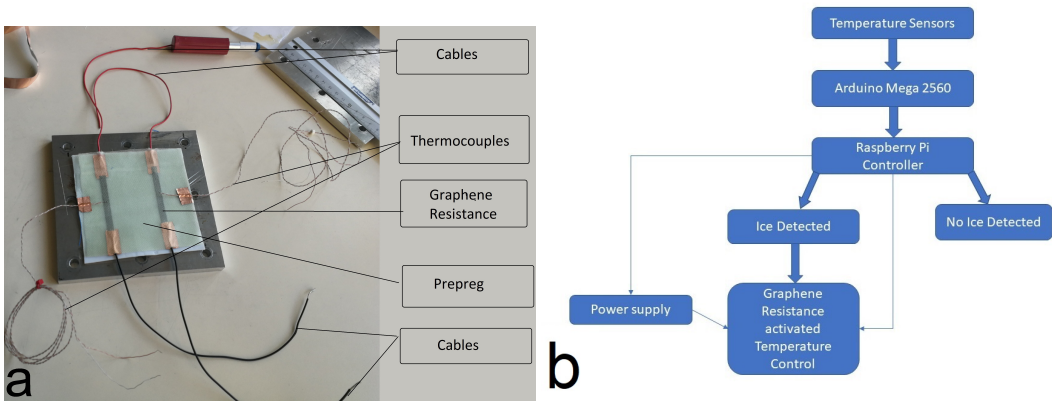 Cables
Thermocouples
Graphene
Resistance
Prepreg
Cables
a
Temperature Sensors
Arduino Mega 2560
Raspberry Pi
Controller
Ice Detected
No Ice Detected
Power supply
Graphene
Resistance
activated
Temperature
Control
b